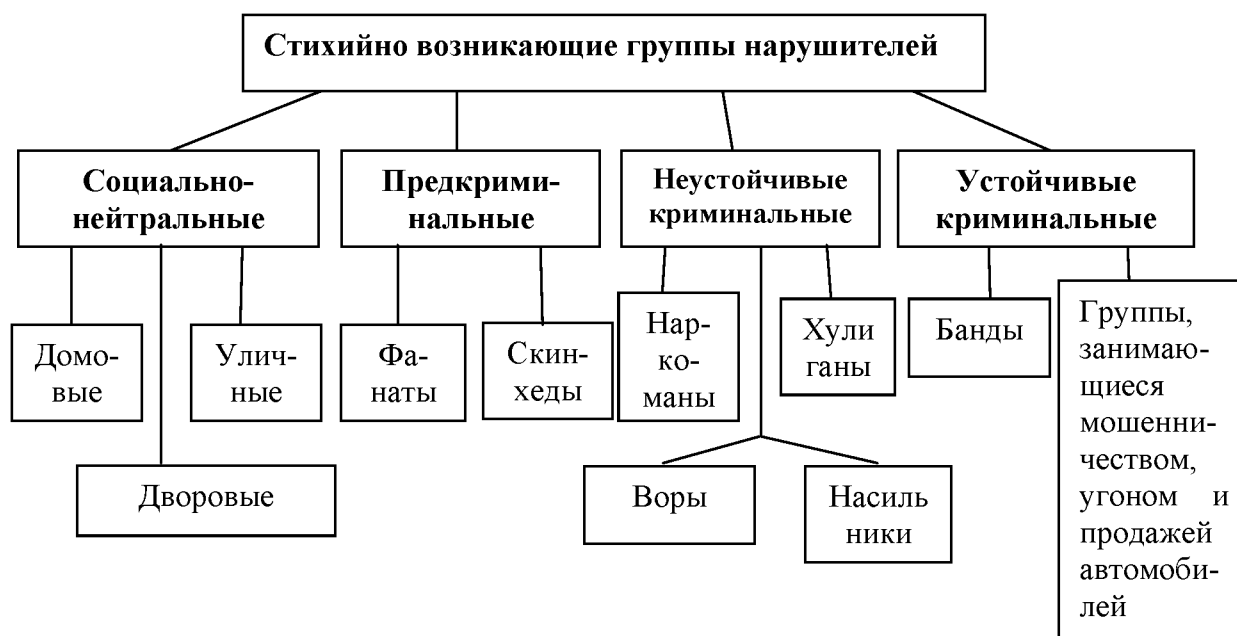 Стихийно возникающие группы нарушителей
Социально-
нейтральные
Предкрими-
нальные
Неустойчивые
криминальные
Устойчивые
криминальные
Домо-
вые
Улич-
ные
Фа-
наты
Скин-
хеды
Нар-
ко-
маны
Хули
ганы
Банды
Группы,
занимаю-
щиеся
мошенни-
чеством,
угоном и
продажей
автомоби-
лей
Дворовые
Воры
Насиль
ники